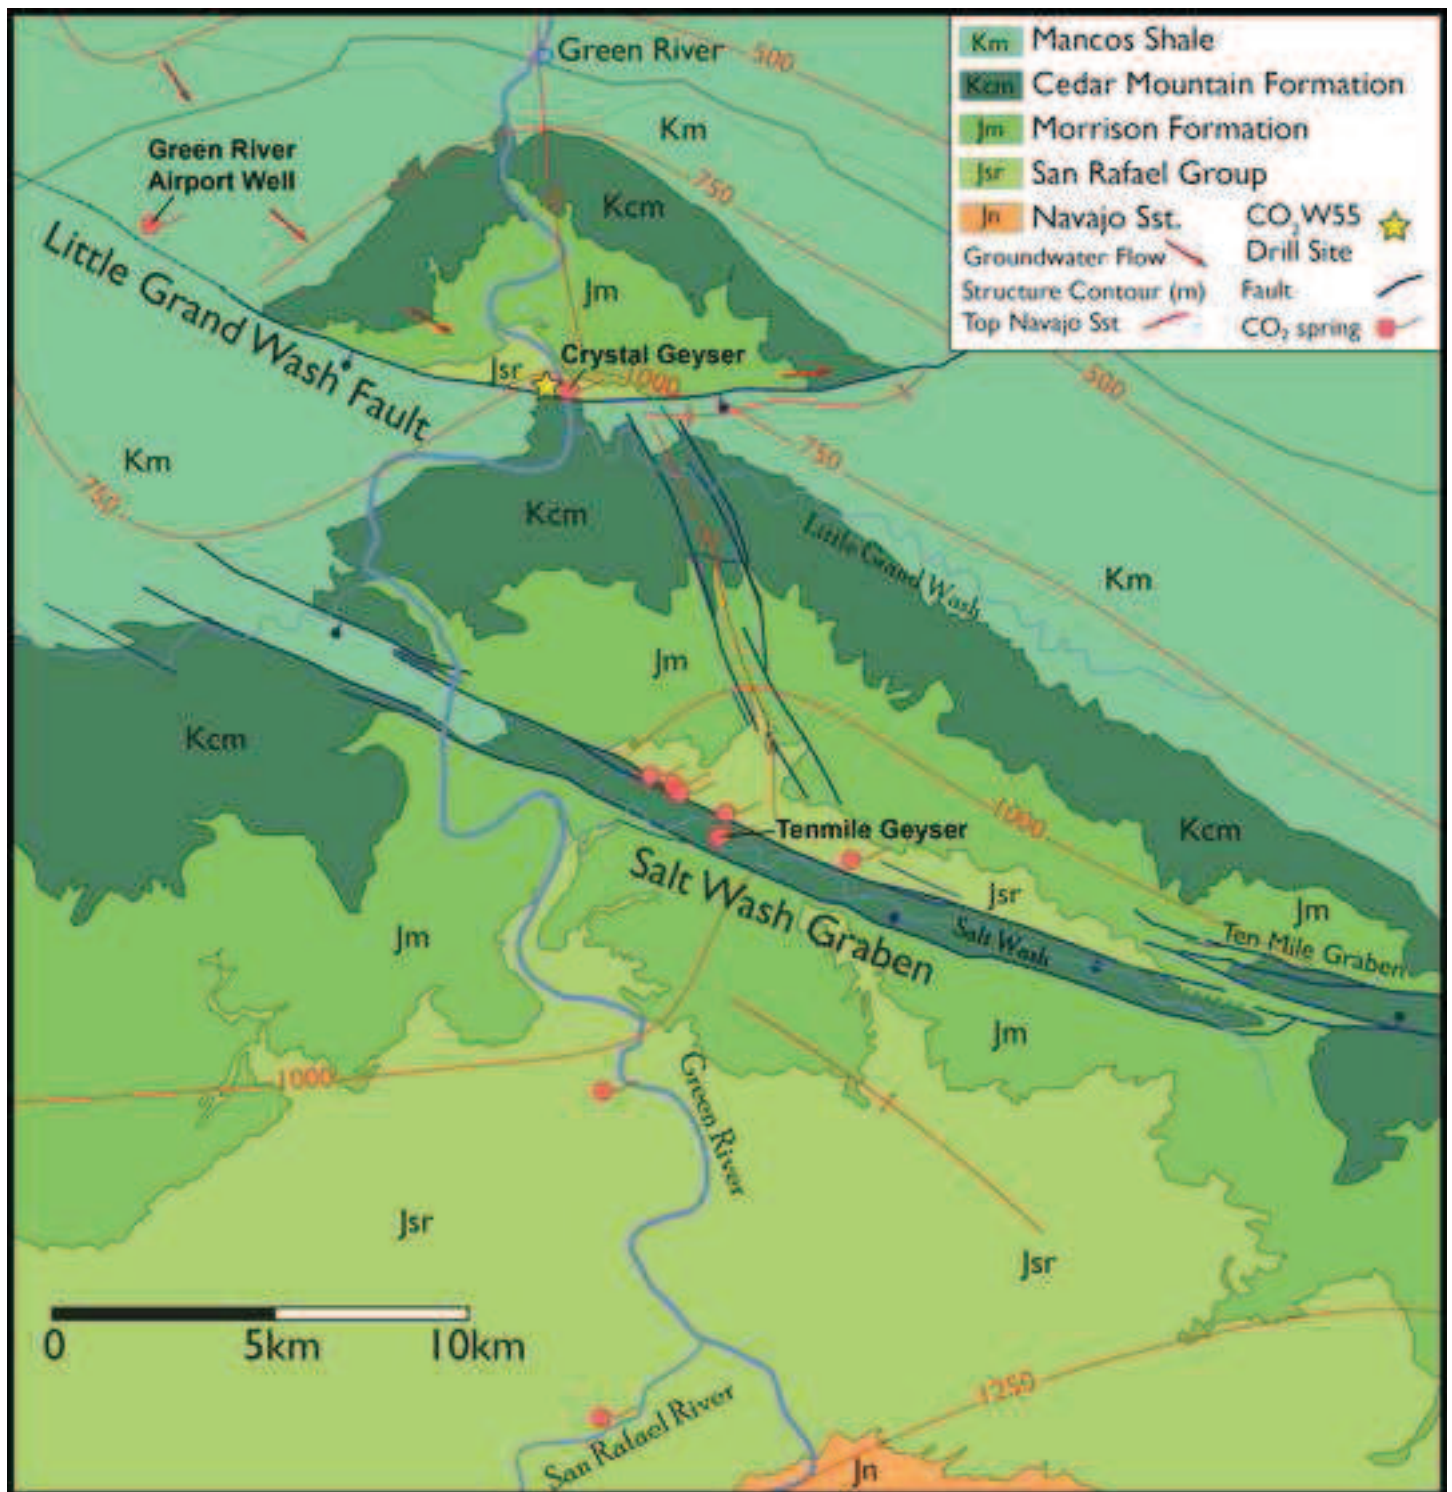 Green River
500
Km Mancos Shale
Kcm Cedar Mountain Formation
Jm Morrison Formation
Jsr San Rafael Group
Jn Navajo Sst.
CO₂W55
Drill Site
Groundwater Flow
Structure Contour (m)
Fault
Top Navajo Sst
CO₂ spring
Km
Green River
Airport Well
750
Kcm
Little Grand Wash Fault
Jm
Crystal Geyser
Jsr
1000
500
Km
750
750
Kcm
Little Grand Wash
Km
Jm
Kcm
1000
Tenmile Geyser
Kcm
Salt Wash Graben
Jsr
Jm
Jm
Salt Wash
Ten Mile Graben
Jm
1000
Green River
Jsr
Jsr
0 5km 10km
1250
San Rafael River
Jn